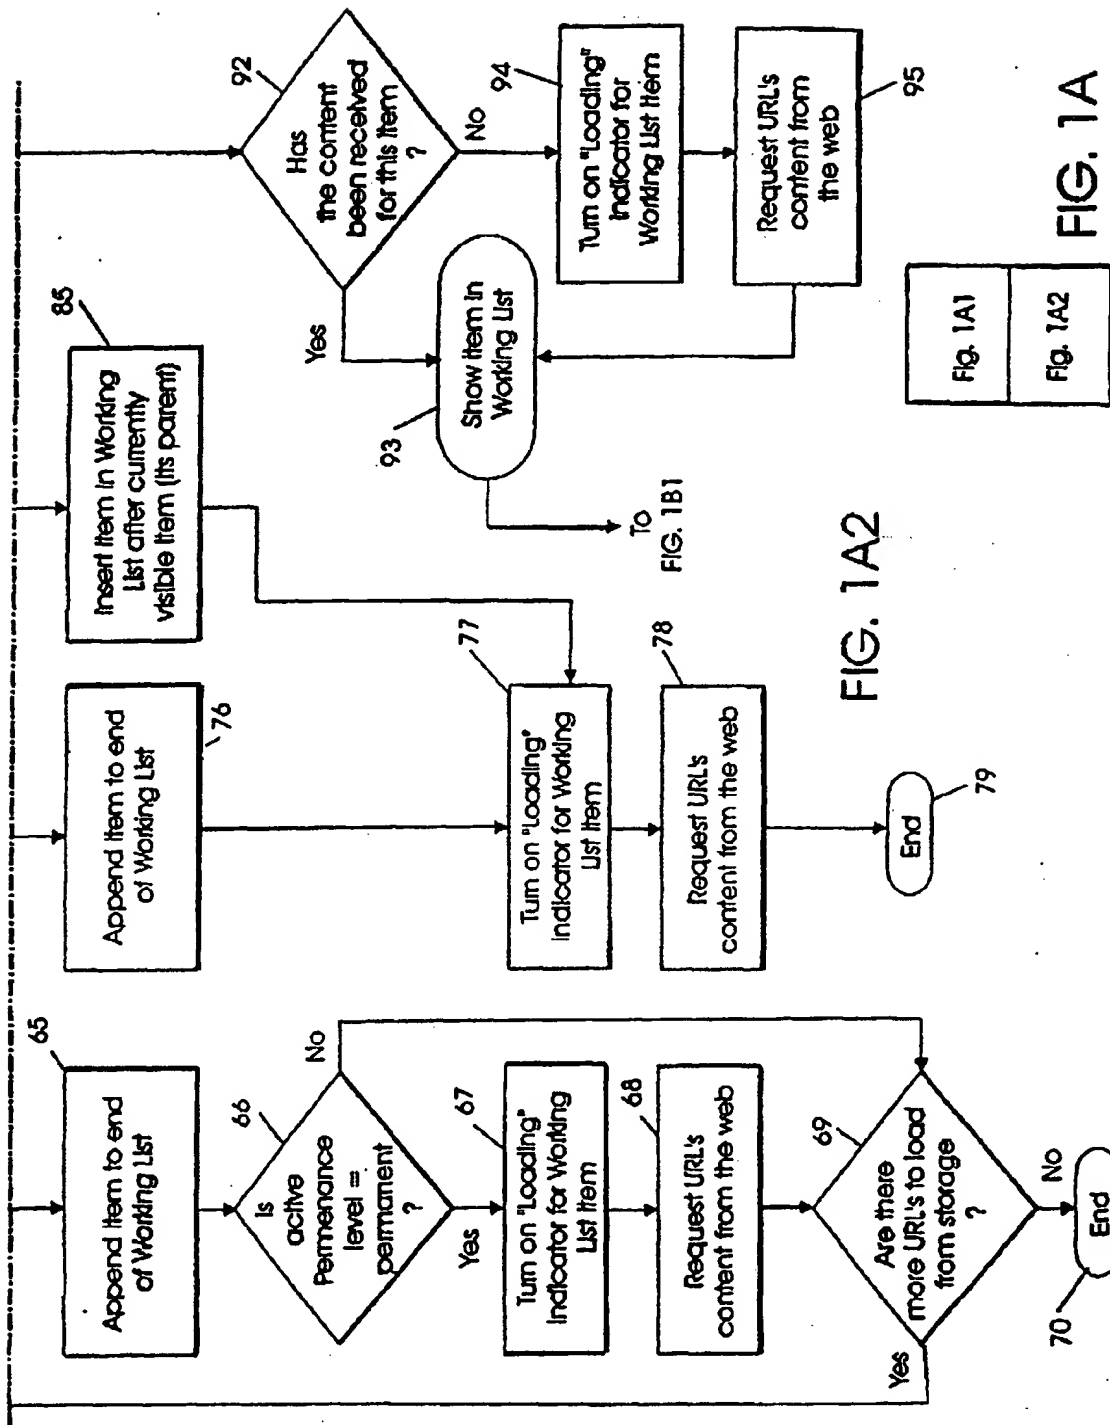 65
Append Item to end
of Working List
66
Is
active
Permenance
level =
permament
?
No
Yes
67
Turn on "Loading"
Indicator for Working
List Item
68
Request URL's
content from the web
69
Are there
more URL's to load
from storage
?
Yes
No
70
End
Append Item to end
of Working List
76
77
Turn on "Loading"
Indicator for Working
List Item
78
Request URL's
content from the web
End
79
85
Insert Item in Working
List after currently
visible Item (its parent)
92
Has
the content
been received
for this Item
?
Yes
No
93
Show Item in
Working List
To
FIG. 1B1
94
Turn on "Loading"
Indicator for
Working List Item
Request URL's
content from
the web
95
FIG. 1A2
Fig. 1A1
Fig. 1A2
FIG. 1A